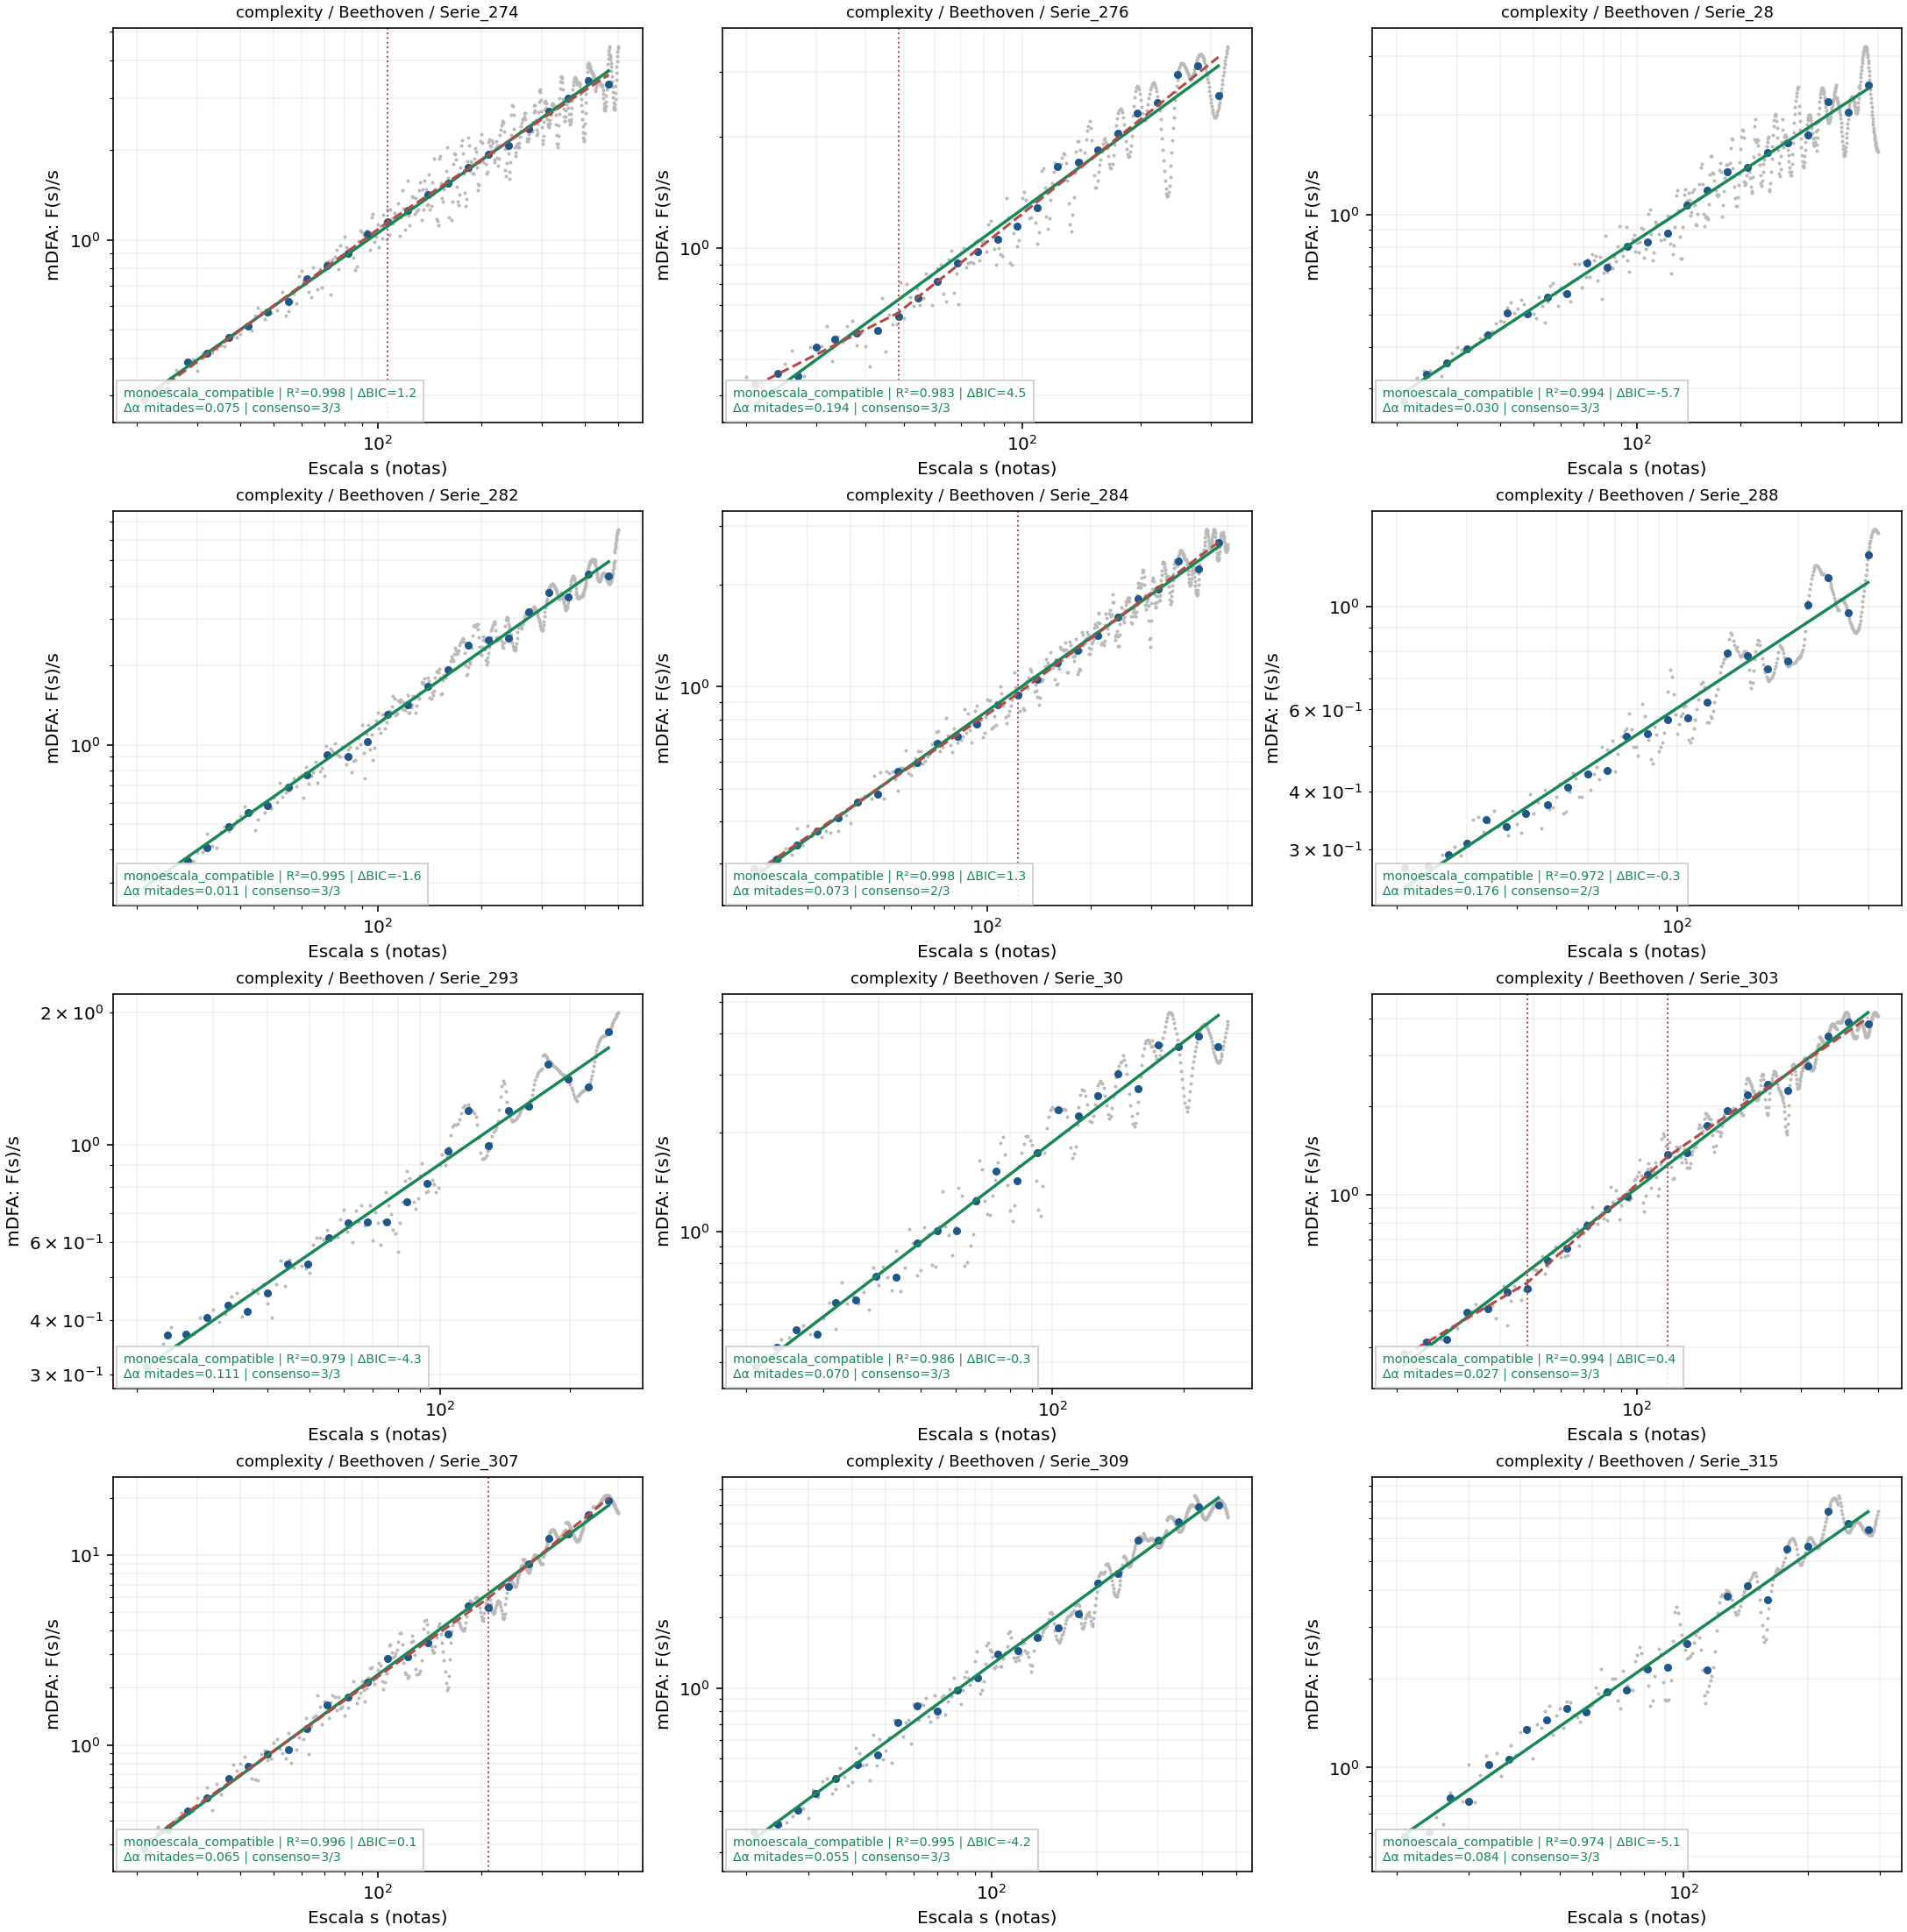 complexity / Beethoven / Serie_274
mDFA: F(s)/s
10⁰
monoescala_compatible | R²=0.998 | ΔBIC=1.2
Δα mitades=0.075 | consenso=3/3
10²
Escala s (notas)
complexity / Beethoven / Serie_276
mDFA: F(s)/s
10⁰
monoescala_compatible | R²=0.983 | ΔBIC=4.5
Δα mitades=0.194 | consenso=3/3
10²
Escala s (notas)
complexity / Beethoven / Serie_28
mDFA: F(s)/s
10⁰
monoescala_compatible | R²=0.994 | ΔBIC=-5.7
Δα mitades=0.030 | consenso=3/3
10²
Escala s (notas)
complexity / Beethoven / Serie_282
mDFA: F(s)/s
10⁰
monoescala_compatible | R²=0.995 | ΔBIC=-1.6
Δα mitades=0.011 | consenso=3/3
10²
Escala s (notas)
complexity / Beethoven / Serie_284
mDFA: F(s)/s
10⁰
monoescala_compatible | R²=0.998 | ΔBIC=1.3
Δα mitades=0.073 | consenso=2/3
10²
Escala s (notas)
complexity / Beethoven / Serie_288
mDFA: F(s)/s
10⁰
6 × 10⁻¹
4 × 10⁻¹
3 × 10⁻¹
monoescala_compatible | R²=0.972 | ΔBIC=-0.3
Δα mitades=0.176 | consenso=2/3
10²
Escala s (notas)
complexity / Beethoven / Serie_293
mDFA: F(s)/s
2 × 10⁰
10⁰
6 × 10⁻¹
4 × 10⁻¹
3 × 10⁻¹
monoescala_compatible | R²=0.979 | ΔBIC=-4.3
Δα mitades=0.111 | consenso=3/3
10²
Escala s (notas)
complexity / Beethoven / Serie_30
mDFA: F(s)/s
10⁰
monoescala_compatible | R²=0.986 | ΔBIC=-0.3
Δα mitades=0.070 | consenso=3/3
10²
Escala s (notas)
complexity / Beethoven / Serie_303
mDFA: F(s)/s
10⁰
monoescala_compatible | R²=0.994 | ΔBIC=0.4
Δα mitades=0.027 | consenso=3/3
10²
Escala s (notas)
complexity / Beethoven / Serie_307
mDFA: F(s)/s
10¹
10⁰
monoescala_compatible | R²=0.996 | ΔBIC=0.1
Δα mitades=0.065 | consenso=3/3
10²
Escala s (notas)
complexity / Beethoven / Serie_309
mDFA: F(s)/s
10⁰
monoescala_compatible | R²=0.995 | ΔBIC=-4.2
Δα mitades=0.055 | consenso=3/3
10²
Escala s (notas)
complexity / Beethoven / Serie_315
mDFA: F(s)/s
10⁰
monoescala_compatible | R²=0.974 | ΔBIC=-5.1
Δα mitades=0.084 | consenso=3/3
10²
Escala s (notas)